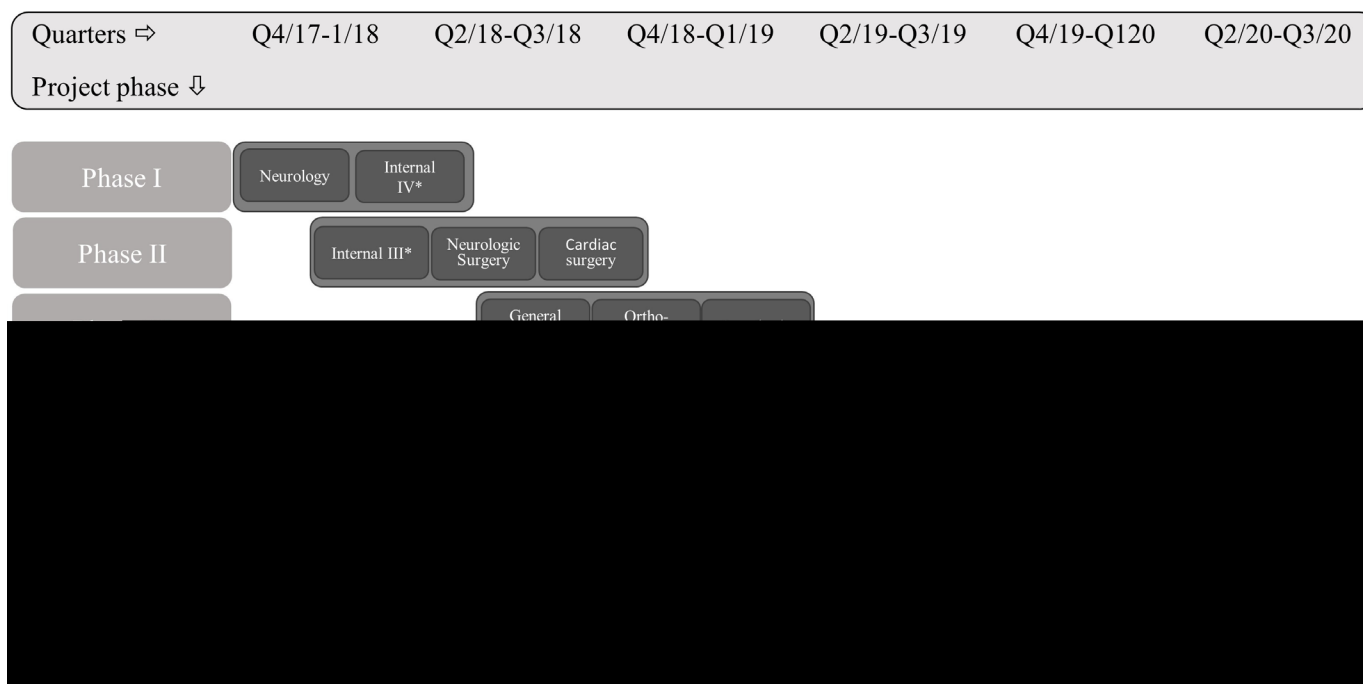 Quarters ⇨ Q4/17-1/18 Q2/18-Q3/18 Q4/18-Q1/19 Q2/19-Q3/19 Q4/19-Q120 Q2/20-Q3/20
Project phase ⇩
Phase I
Neurology
Internal
IV*
Phase II
Internal III*
Neurologic
Surgery
Cardiac
surgery
General
Ortho-